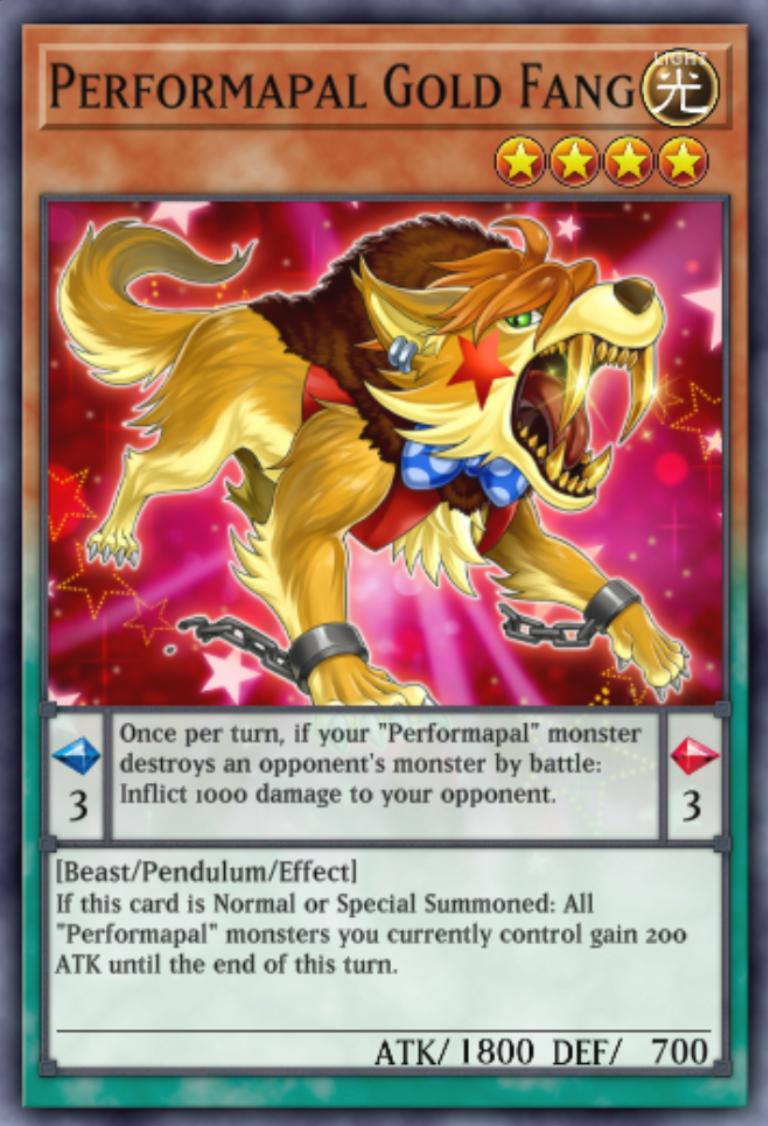 PERFORMAPAL GOLD FANG
LIGHT
光
3
Once per turn, if your "Performapal" monster
destroys an opponent's monster by battle:
Inflict 1000 damage to your opponent.
3
[Beast/Pendulum/Effect]
If this card is Normal or Special Summoned: All
"Performapal" monsters you currently control gain 200
ATK until the end of this turn.
ATK/ 1800 DEF/ 700